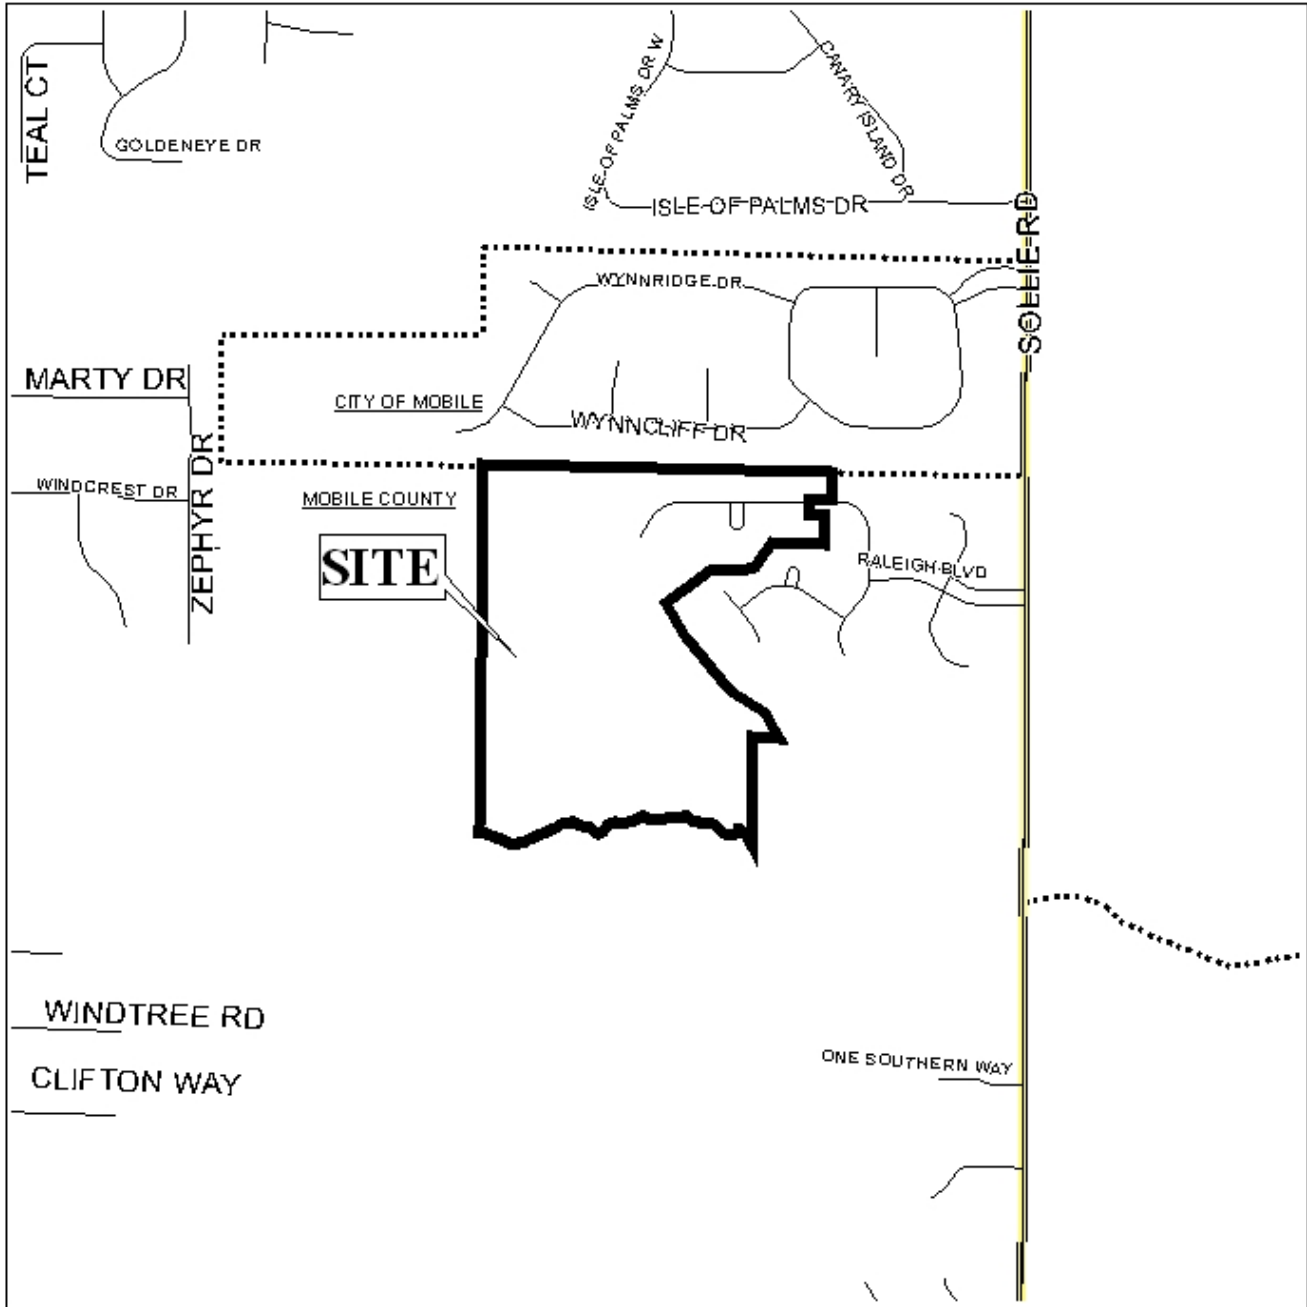 TEAL CT
GOLDENEYE DR
ISLE OF PALMS DR W
CANARY ISLAND DR
ISLE OF PALMS DR
SOLLIE RD
WYNNRIDGE DR
MARTY DR
CITY OF MOBILE
WYNNCLIFF DR
ZEPHYR DR
WINDCREST DR
MOBILE COUNTY
SITE
RALEIGH BLVD
WINDTREE RD
CLIFTON WAY
ONE SOUTHERN WAY